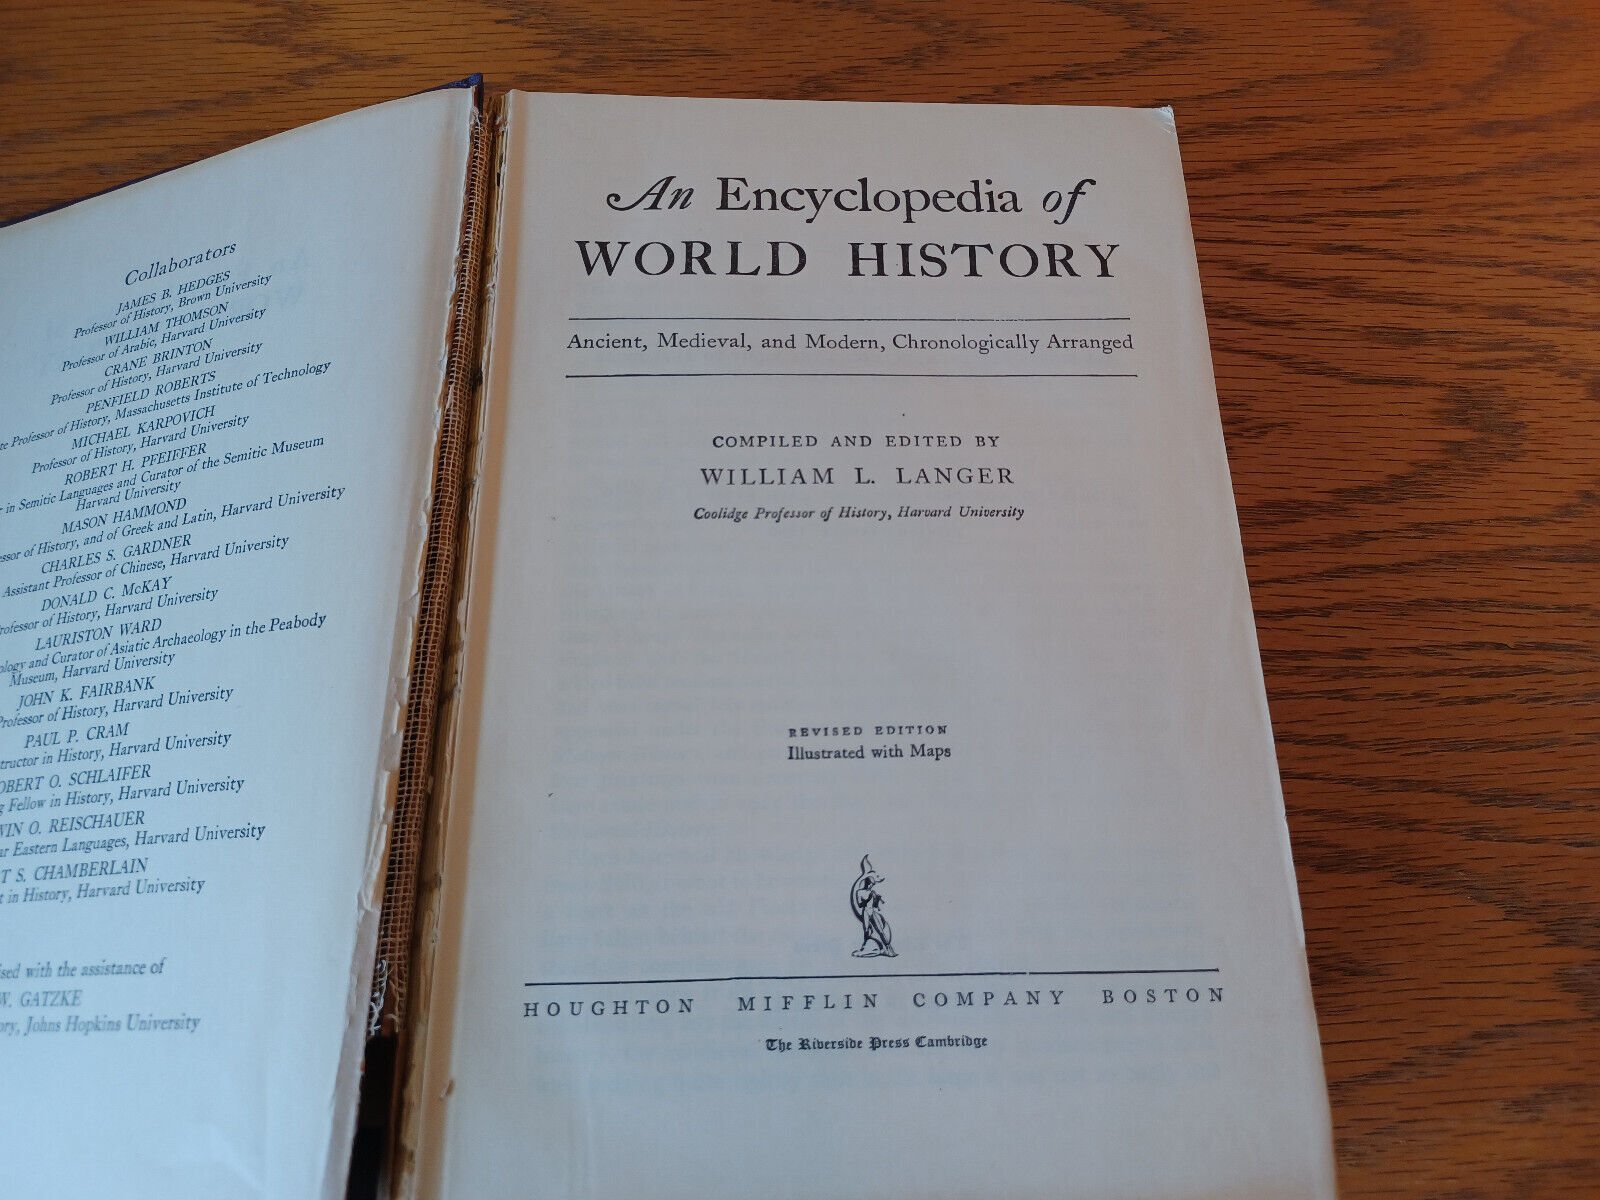 Collaborators
JAMES B. HEDGES
Professor of History, Brown University
WILLIAM THOMSON
Professor of Arabic, Harvard University
CRANE BRINTON
Professor of History, Harvard University
PENFIELD ROBERTS
Professor of History, Massachusetts Institute of Technology
MICHAEL KARPOVICH
Professor of History, Harvard University
ROBERT H. PFEIFFER
in Semitic Languages and Curator of the Semitic Museum
Harvard University
MASON HAMMOND
of History, and of Greek and Latin, Harvard University
CHARLES S. GARDNER
Assistant Professor of Chinese, Harvard University
DONALD C. McKAY
of History, Harvard University
LAURISTON WARD
and Curator of Asiatic Archaeology in the Peabody
Museum, Harvard University
JOHN K. FAIRBANK
Professor of History, Harvard University
PAUL P. CRAM
in History, Harvard University
O. SCHLAIFER
Fellow in History, Harvard University
O. REISCHAUER
Eastern Languages, Harvard University
S. CHAMBERLAIN
in History, Harvard University
with the assistance of
W. GATZKE
Johns Hopkins University
An Encyclopedia of
WORLD HISTORY
Ancient, Medieval, and Modern, Chronologically Arranged
COMPILED AND EDITED BY
WILLIAM L. LANGER
Coolidge Professor of History, Harvard University
REVISED EDITION
Illustrated with Maps
HOUGHTON MIFFLIN COMPANY BOSTON
The Riverside Press Cambridge